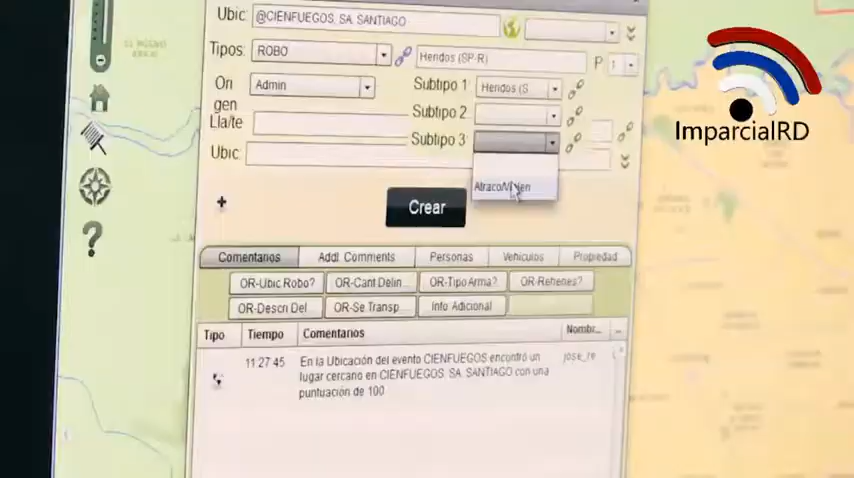 Ubic: @CIENFUEGOS. SA. SANTIAGO
Tipos: ROBO Heridos (SP-R) P 1
Ori gen Admin Subtipo 1: Heridos (S
Lla/te Subtipo 2:
Ubic: Subtipo 3:
+ Crear
Comentarios Addl. Comments Personas Vehiculos Propiedad
OR-Ubic Robo? OR-Cant Delin... OR-Tipo Arma? OR-Rehenes?
OR-Descri Del OR-Se Transp... Info Adicional
Tipo Tiempo Comentarios Nombr... ...
11:27:45 En la Ubicación del evento CIENFUEGOS encontró un jose_re
lugar cercano en CIENFUEGOS. SA. SANTIAGO con una
puntuación de 100
ImparcialRD